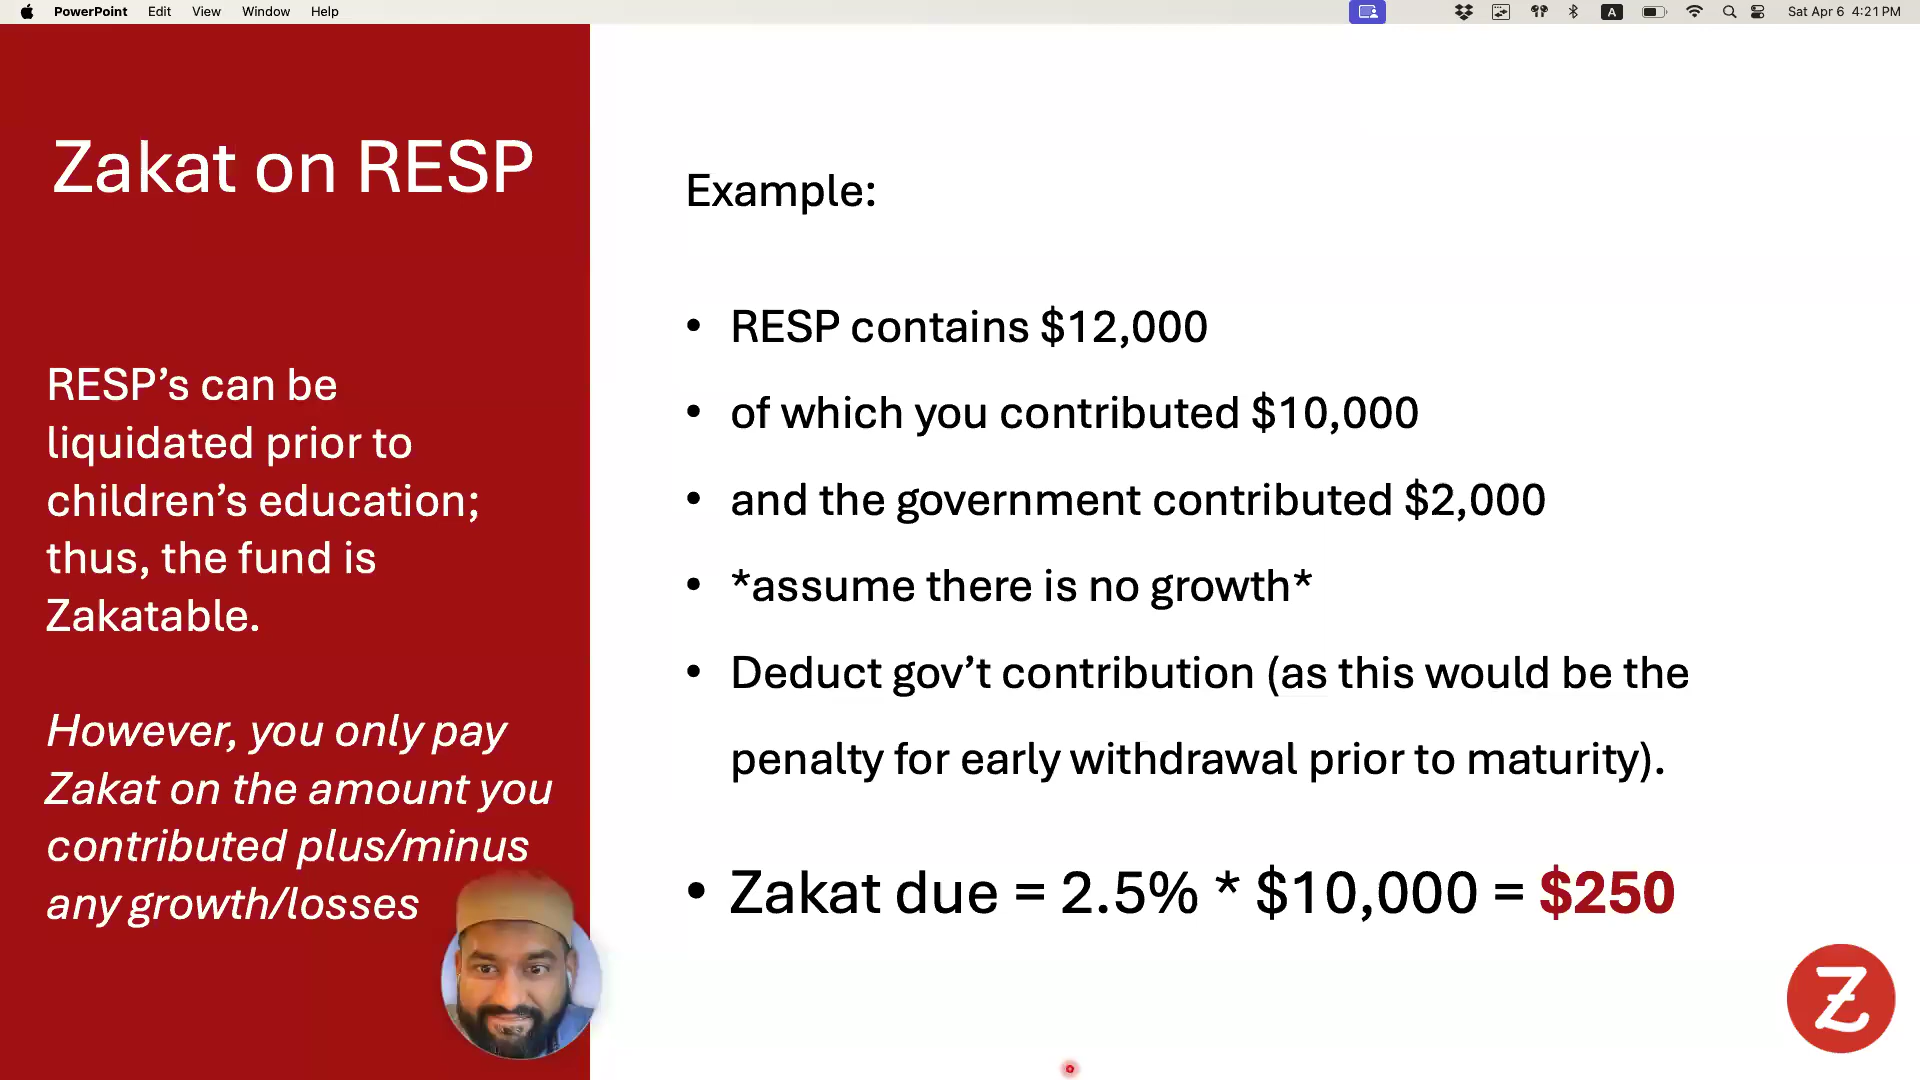 PowerPoint Edit View Window Help
A
Sat Apr 6 4:21 PM
Zakat on RESP
RESP’s can be
liquidated prior to
children’s education;
thus, the fund is
Zakatable.
However, you only pay
Zakat on the amount you
contributed plus/minus
any growth/losses
Example:
• RESP contains $12,000
• of which you contributed $10,000
• and the government contributed $2,000
• *assume there is no growth*
• Deduct gov’t contribution (as this would be the
penalty for early withdrawal prior to maturity).
• Zakat due = 2.5% * $10,000 = $250
Z